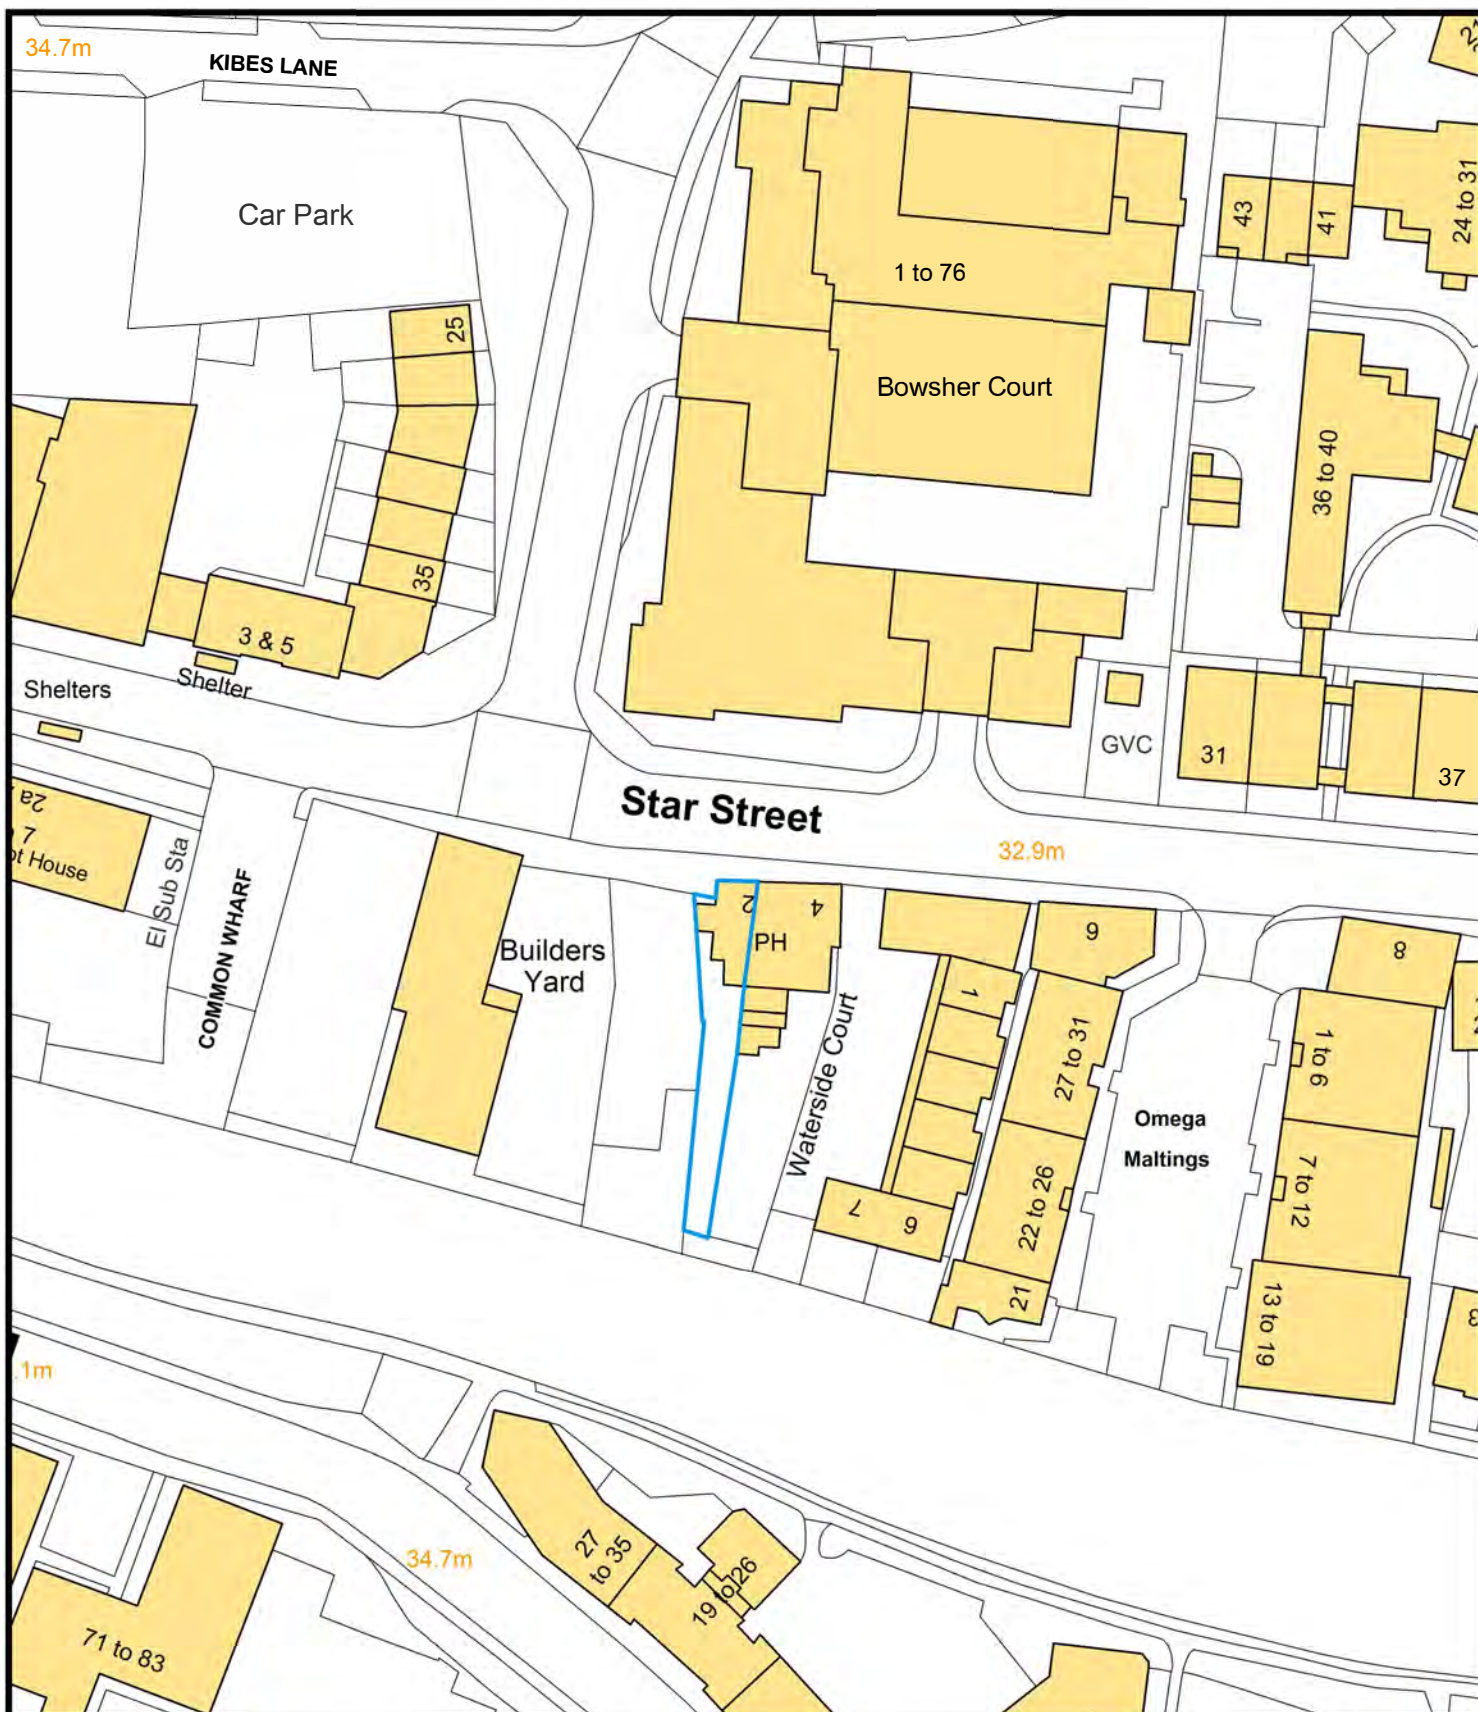 34.7m
KIBES LANE
Car Park
25
35
3 & 5
Shelter
Shelters
1 to 76
Bowsher Court
43
41
24 to 31
36 to 40
GVC
31
37
Star Street
32.9m
2a
7
ot House
El Sub Sta
COMMON WHARF
Builders
Yard
2
4
PH
Waterside Court
1
7
6
9
27 to 31
22 to 26
21
Omega
Maltings
8
1 to 6
7 to 12
13 to 19
.1m
34.7m
27
to 35
19 to 26
71 to 83